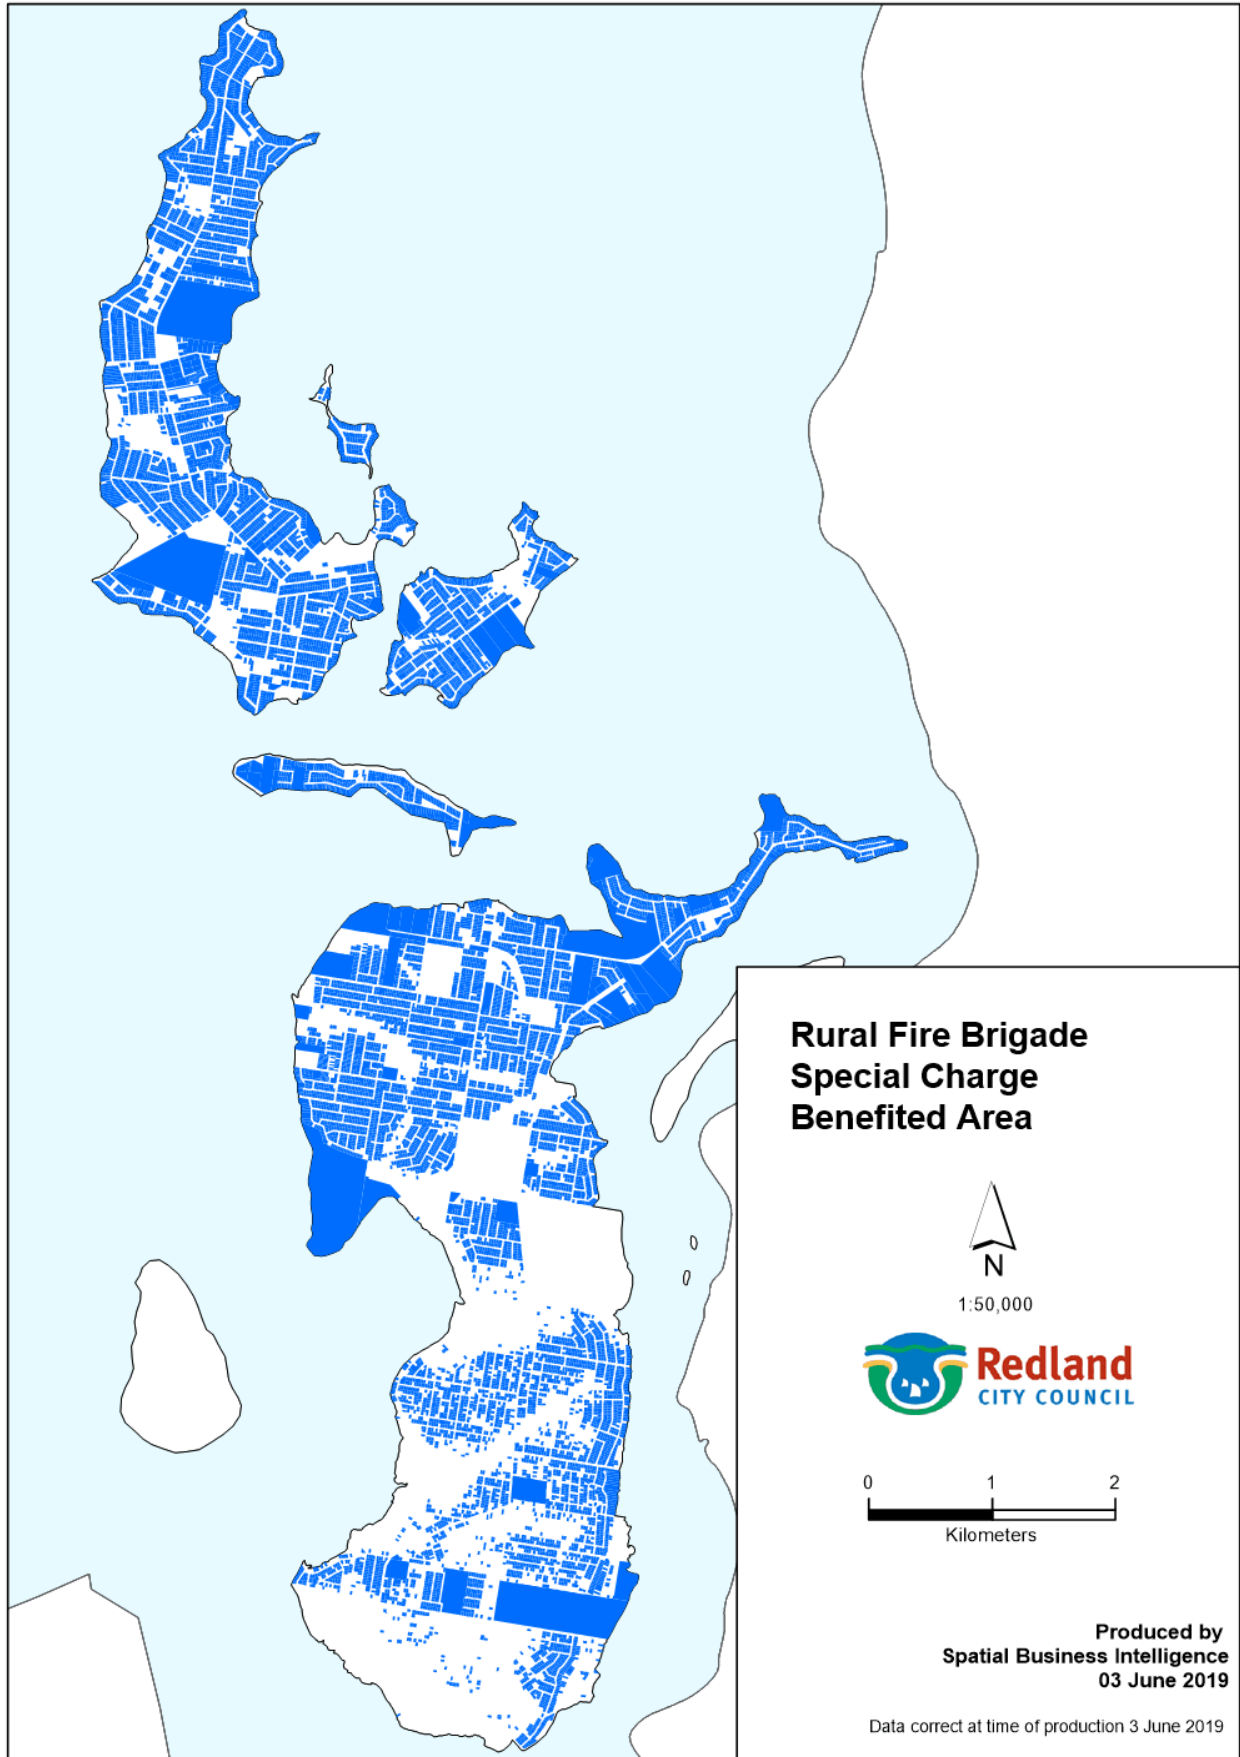 Rural Fire Brigade
Special Charge
Benefited Area
N
1:50,000
Redland
CITY COUNCIL
0 1 2
Kilometers
Produced by
Spatial Business Intelligence
03 June 2019
Data correct at time of production 3 June 2019